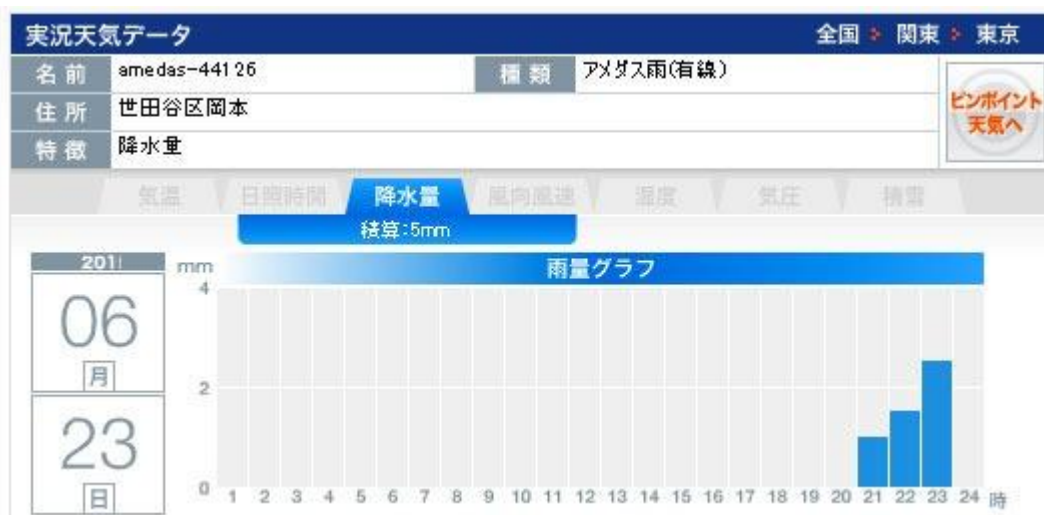 実況天気データ 全国 関東 東京
名前 amedas-44126 種類 アメダス雨(有線)
住所 世田谷区岡本
特徴 降水量
ピンポイント
天気へ
気温 日照時間 降水量 風向風速 湿度 気圧 積雪
積算:5mm
2011 mm 雨量グラフ
4
06
月
2
23
日
0 1 2 3 4 5 6 7 8 9 10 11 12 13 14 15 16 17 18 19 20 21 22 23 24 時